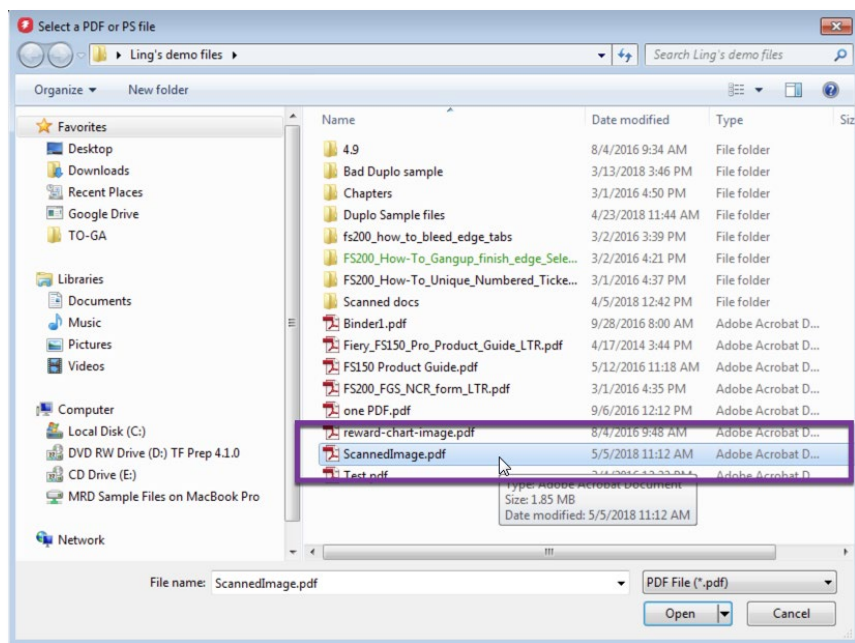 Select a PDF or PS file
Ling's demo files
Search Ling's demo files
Organize
New folder
Favorites
Desktop
Downloads
Recent Places
Google Drive
TO-GA
Libraries
Documents
Music
Pictures
Videos
Computer
Local Disk (C:)
DVD RW Drive (D:) TF Prep 4.1.0
CD Drive (E:)
MRD Sample Files on MacBook Pro
Network
Name Date modified Type Siz
4.9 8/4/2016 9:34 AM File folder
Bad Duplo sample 3/13/2018 3:46 PM File folder
Chapters 3/1/2016 4:50 PM File folder
Duplo Sample files 4/23/2018 11:44 AM File folder
fs200_how_to_bleed_edge_tabs 3/2/2016 3:39 PM File folder
FS200_How-To_Gangup_finish_edge_Sele... 3/2/2016 4:21 PM File folder
FS200_How-To_Unique_Numbered_Ticke... 3/1/2016 4:37 PM File folder
Scanned docs 4/5/2018 12:42 PM File folder
Binder1.pdf 9/28/2016 8:00 AM Adobe Acrobat D...
Fiery_FS150_Pro_Product_Guide_LTR.pdf 4/17/2014 3:44 PM Adobe Acrobat D...
FS150 Product Guide.pdf 5/12/2016 11:18 AM Adobe Acrobat D...
FS200_FGS_NCR_form_LTR.pdf 3/1/2016 4:35 PM Adobe Acrobat D...
one PDF.pdf 9/6/2016 12:12 PM Adobe Acrobat D...
reward-chart-image.pdf 8/4/2016 9:48 AM Adobe Acrobat D...
ScannedImage.pdf 5/5/2018 11:12 AM Adobe Acrobat D...
Test.pdf Adobe Acrobat D...
Type: Adobe Acrobat Document
Size: 1.85 MB
Date modified: 5/5/2018 11:12 AM
File name: ScannedImage.pdf
PDF File (*.pdf)
Open
Cancel